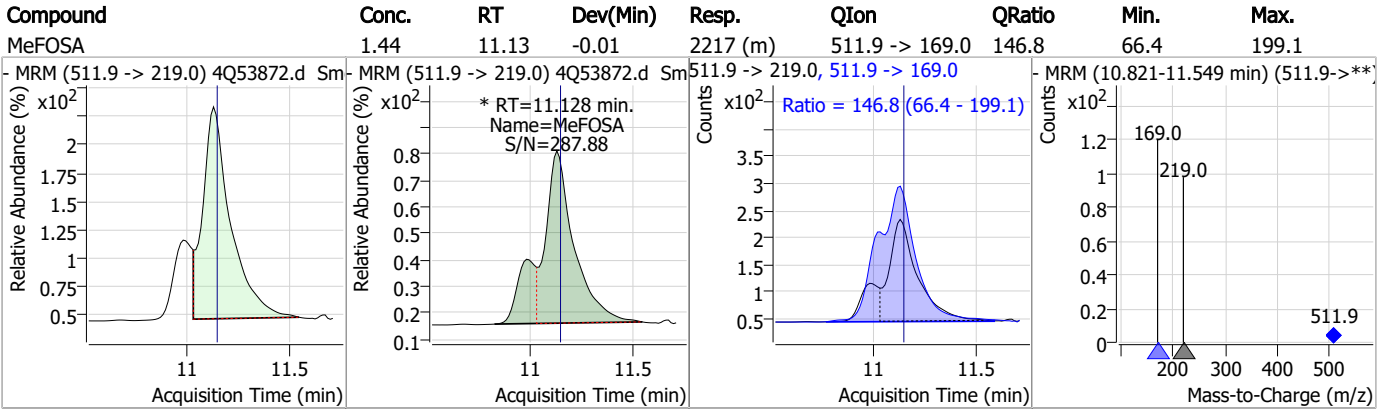 Compound Conc. RT Dev(Min) Resp. QIon QRatio Min. Max.
MeFOSA 1.44 11.13 -0.01 2217 (m) 511.9 -> 169.0 146.8 66.4 199.1
- MRM (511.9 -> 219.0) 4Q53872.d Sm
x10²
Relative Abundance (%)
2
1.75
1.5
1.25
1
0.75
0.5
11 11.5
Acquisition Time (min)
- MRM (511.9 -> 219.0) 4Q53872.d Sm
x10²
* RT=11.128 min.
Name=MeFOSA
S/N=287.88
Relative Abundance (%)
0.8
0.7
0.6
0.5
0.4
0.3
0.2
0.1
11 11.5
Acquisition Time (min)
511.9 -> 219.0, 511.9 -> 169.0
x10²
Ratio = 146.8 (66.4 - 199.1)
Counts
3.5
3
2.5
2
1.5
1
0.5
11 11.5
Acquisition Time (min)
- MRM (10.821-11.549 min) (511.9->**)
x10²
Counts
1.2
1
0.8
0.6
0.4
0.2
0
169.0
219.0
511.9
200 300 400 500
Mass-to-Charge (m/z)